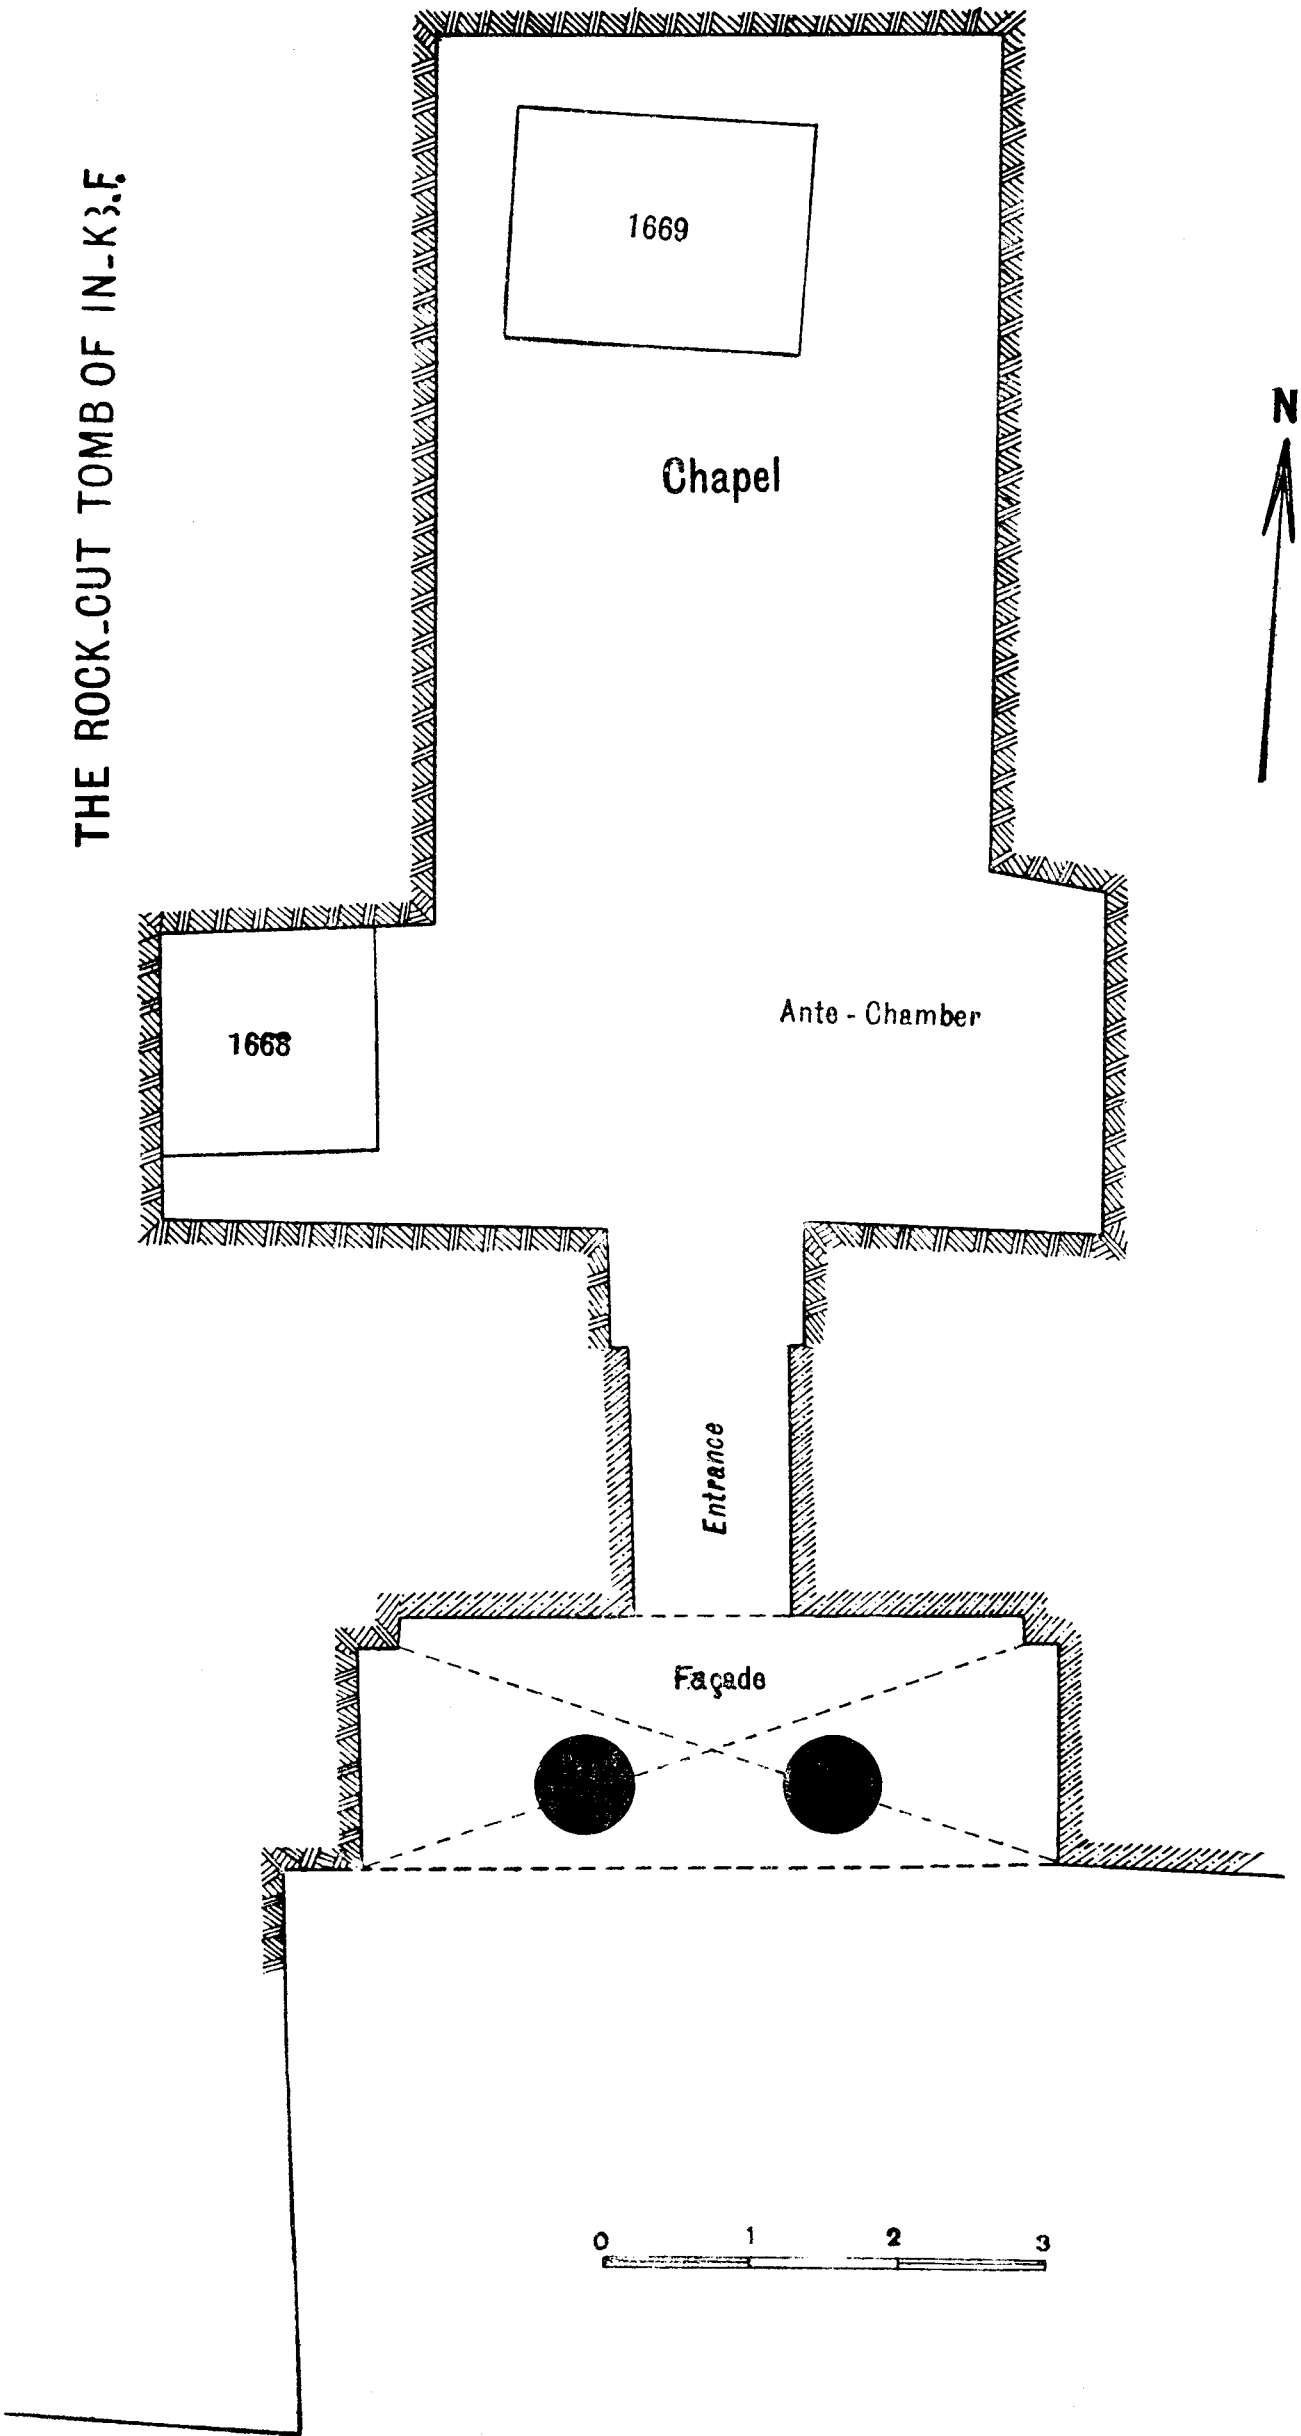 THE ROCK-CUT TOMB OF IN-K3.F.
1669
Chapel
N
Ante - Chamber
1668
Entrance
Façade
0 1 2 3